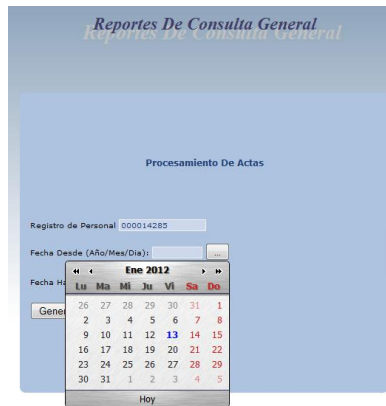 Reportes De Consulta General
Procesamiento De Actas
Registro de Personal 000014285
Fecha Desde (Año/Mes/Dia): ...
Fecha Ha
Gener
Ene 2012
Lu Ma Mi Ju Vi Sa Do
26 27 28 29 30 31 1
2 3 4 5 6 7 8
9 10 11 12 13 14 15
16 17 18 19 20 21 22
23 24 25 26 27 28 29
30 31 1 2 3 4 5
Hoy